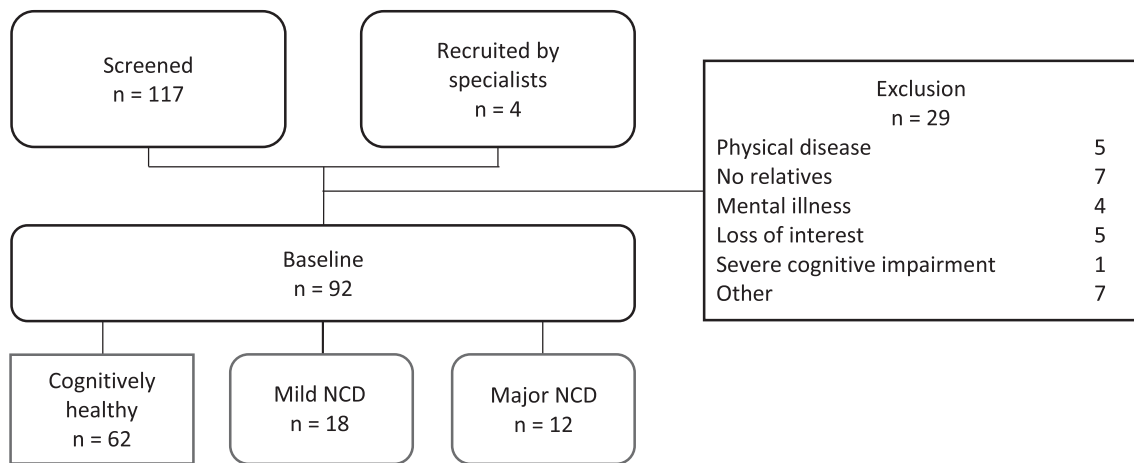 Screened
n = 117
Recruited by
specialists
n = 4
Exclusion
n = 29
Physical disease 5
No relatives 7
Mental illness 4
Loss of interest 5
Severe cognitive impairment 1
Other 7
Baseline
n = 92
Cognitively
healthy
n = 62
Mild NCD
n = 18
Major NCD
n = 12